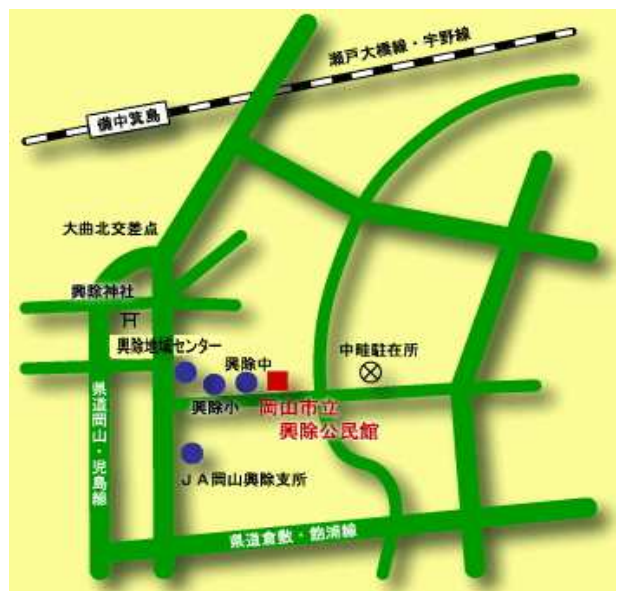 瀬戸大橋線・宇野線
備中箕島
大曲北交差点
興除神社
興除地域センター
興除中
中畦駐在所
興除小
岡山市立
興除公民館
県道岡山・児島線
JA岡山興除支所
県道倉敷・飽浦線